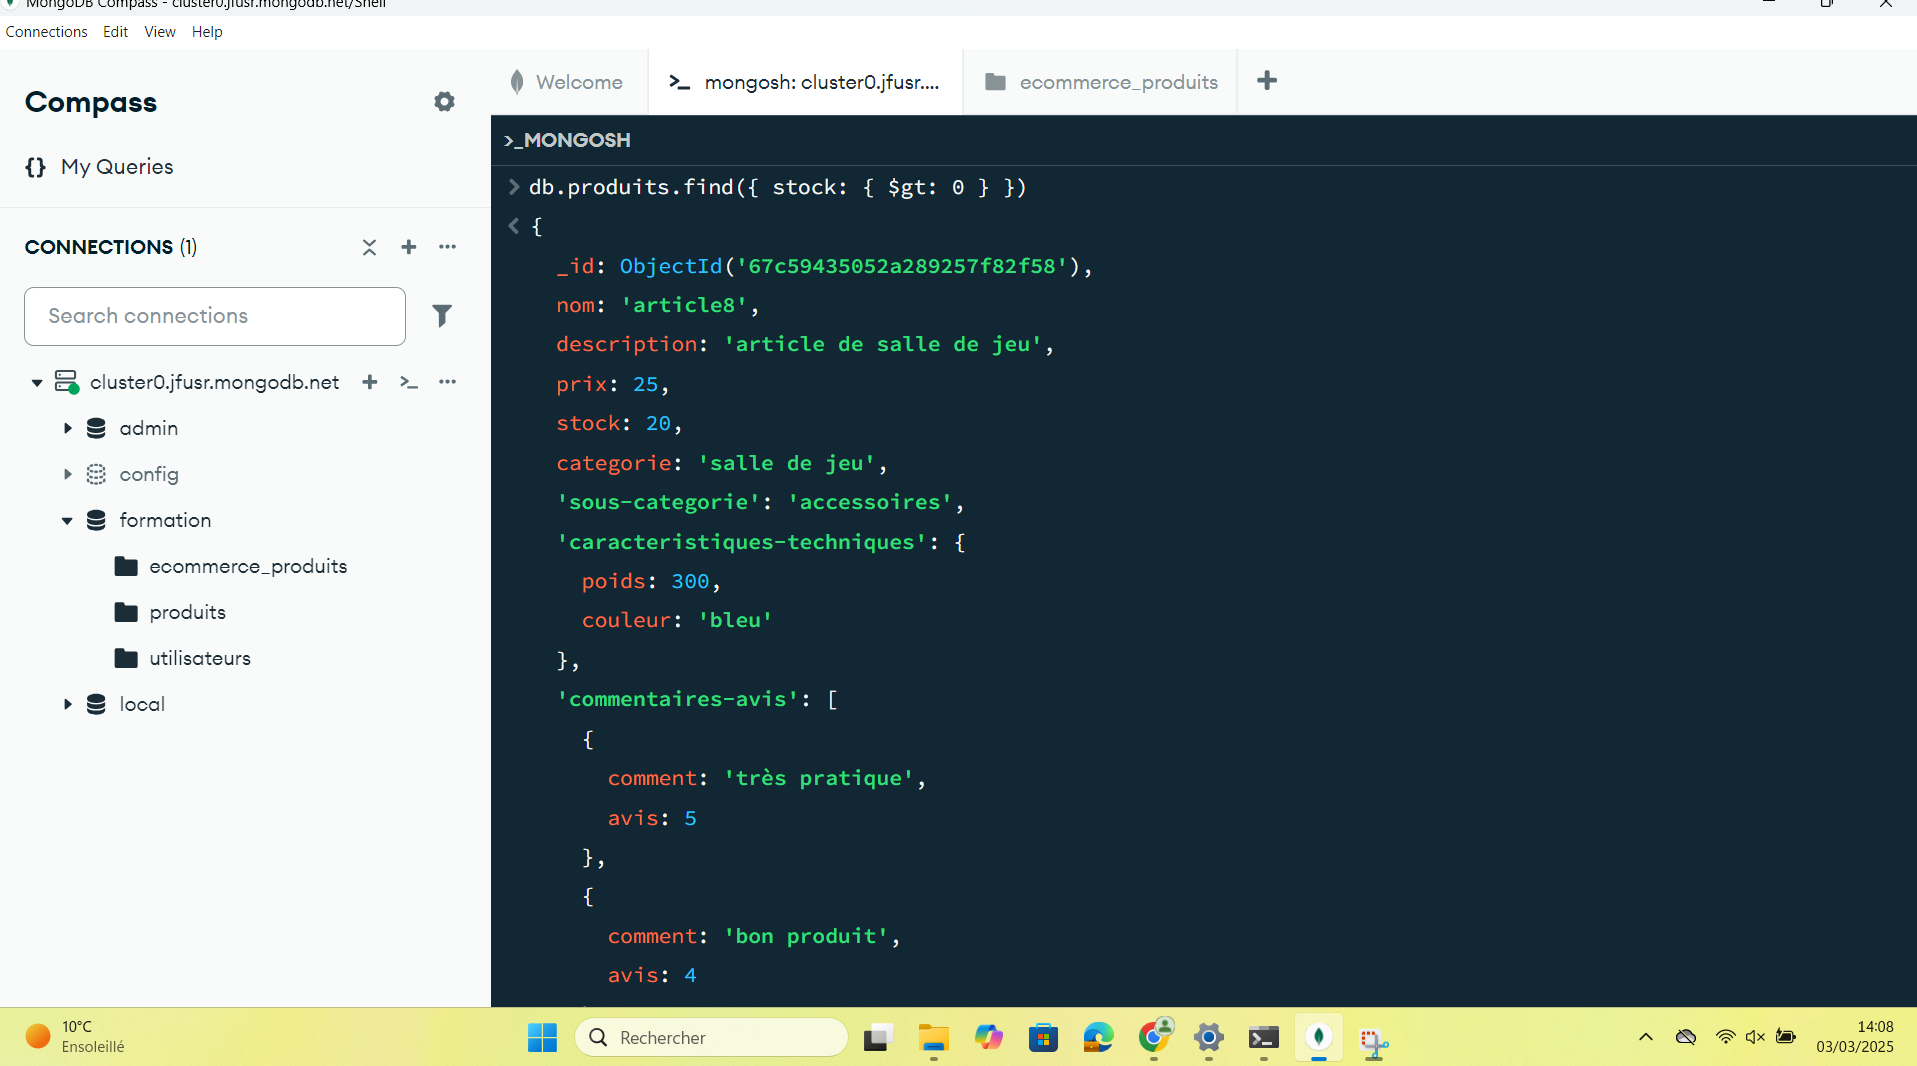 MongoDB Compass - cluster0.jfusr.mongodb.net/Shell
Connections Edit View Help
Compass
{} My Queries
CONNECTIONS (1)
Search connections
cluster0.jfusr.mongodb.net
admin
config
formation
ecommerce_produits
produits
utilisateurs
local
Welcome
>_ mongosh: cluster0.jfusr....
ecommerce_produits
>_MONGOSH
> db.produits.find({ stock: { $gt: 0 } })
< {
_id: ObjectId('67c59435052a289257f82f58'),
nom: 'article8',
description: 'article de salle de jeu',
prix: 25,
stock: 20,
categorie: 'salle de jeu',
'sous-categorie': 'accessoires',
'caracteristiques-techniques': {
poids: 300,
couleur: 'bleu'
},
'commentaires-avis': [
{
comment: 'très pratique',
avis: 5
},
{
comment: 'bon produit',
avis: 4
10°C
Ensoleillé
Rechercher
14:08
03/03/2025